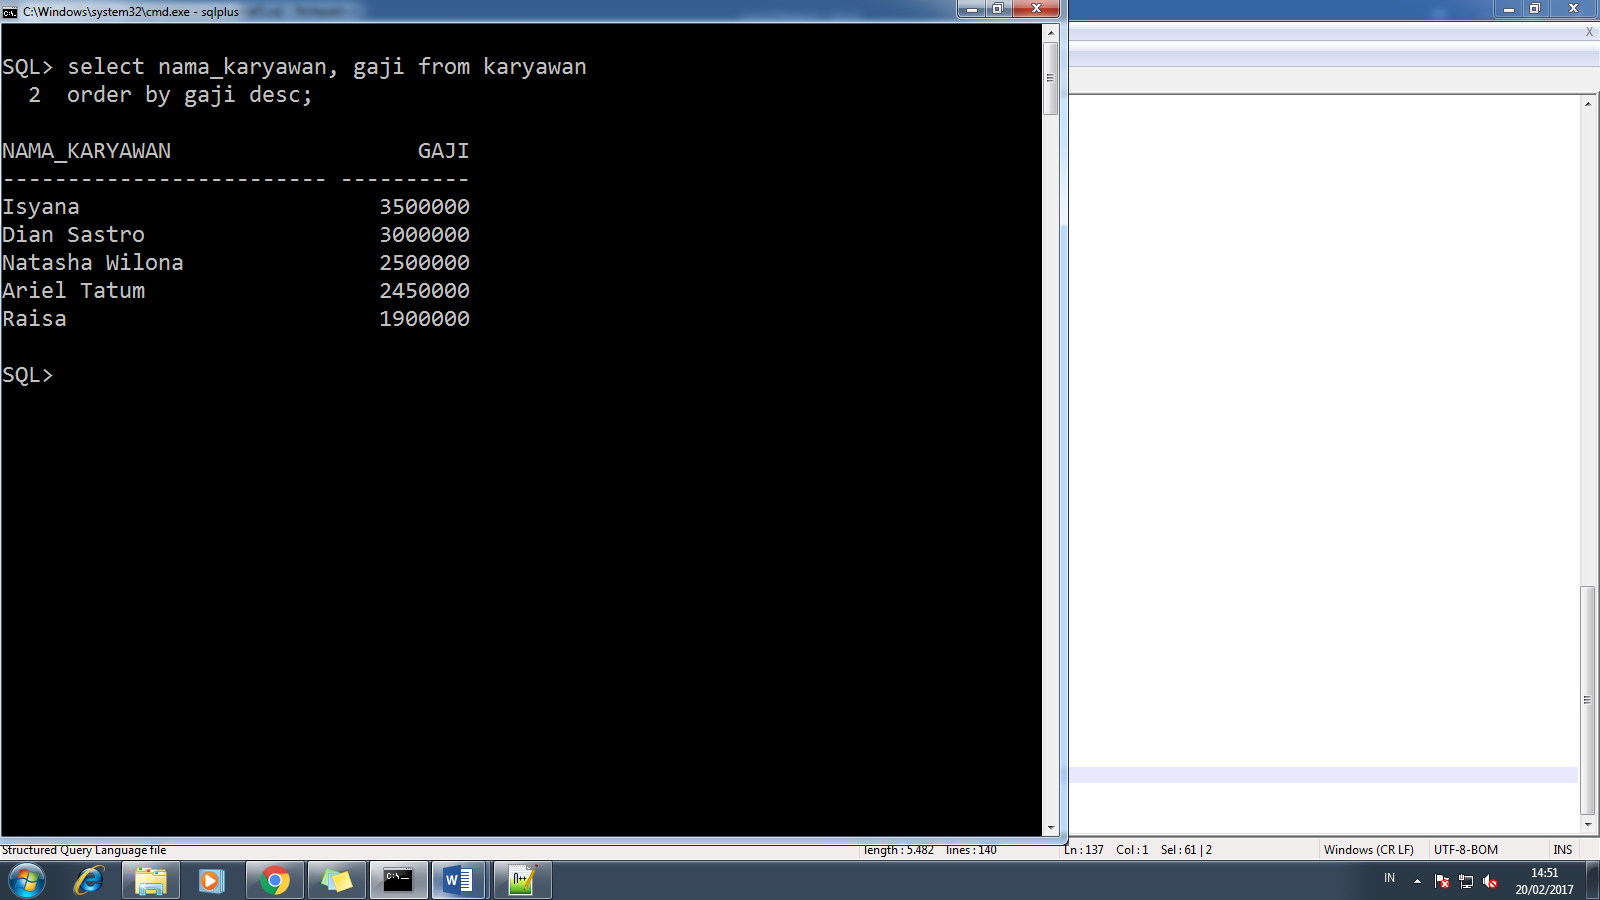 C:\Windows\system32\cmd.exe - sqlplus
SQL> select nama_karyawan, gaji from karyawan
  2  order by gaji desc;
NAMA_KARYAWAN                   GAJI
------------------------- ----------
Isyana                       3500000
Dian Sastro                  3000000
Natasha Wilona               2500000
Ariel Tatum                  2450000
Raisa                        1900000
SQL>
Structured Query Language file length : 5.482 lines : 140 Ln : 137 Col : 1 Sel : 61 | 2 Windows (CR LF) UTF-8-BOM INS
IN 14:51
20/02/2017